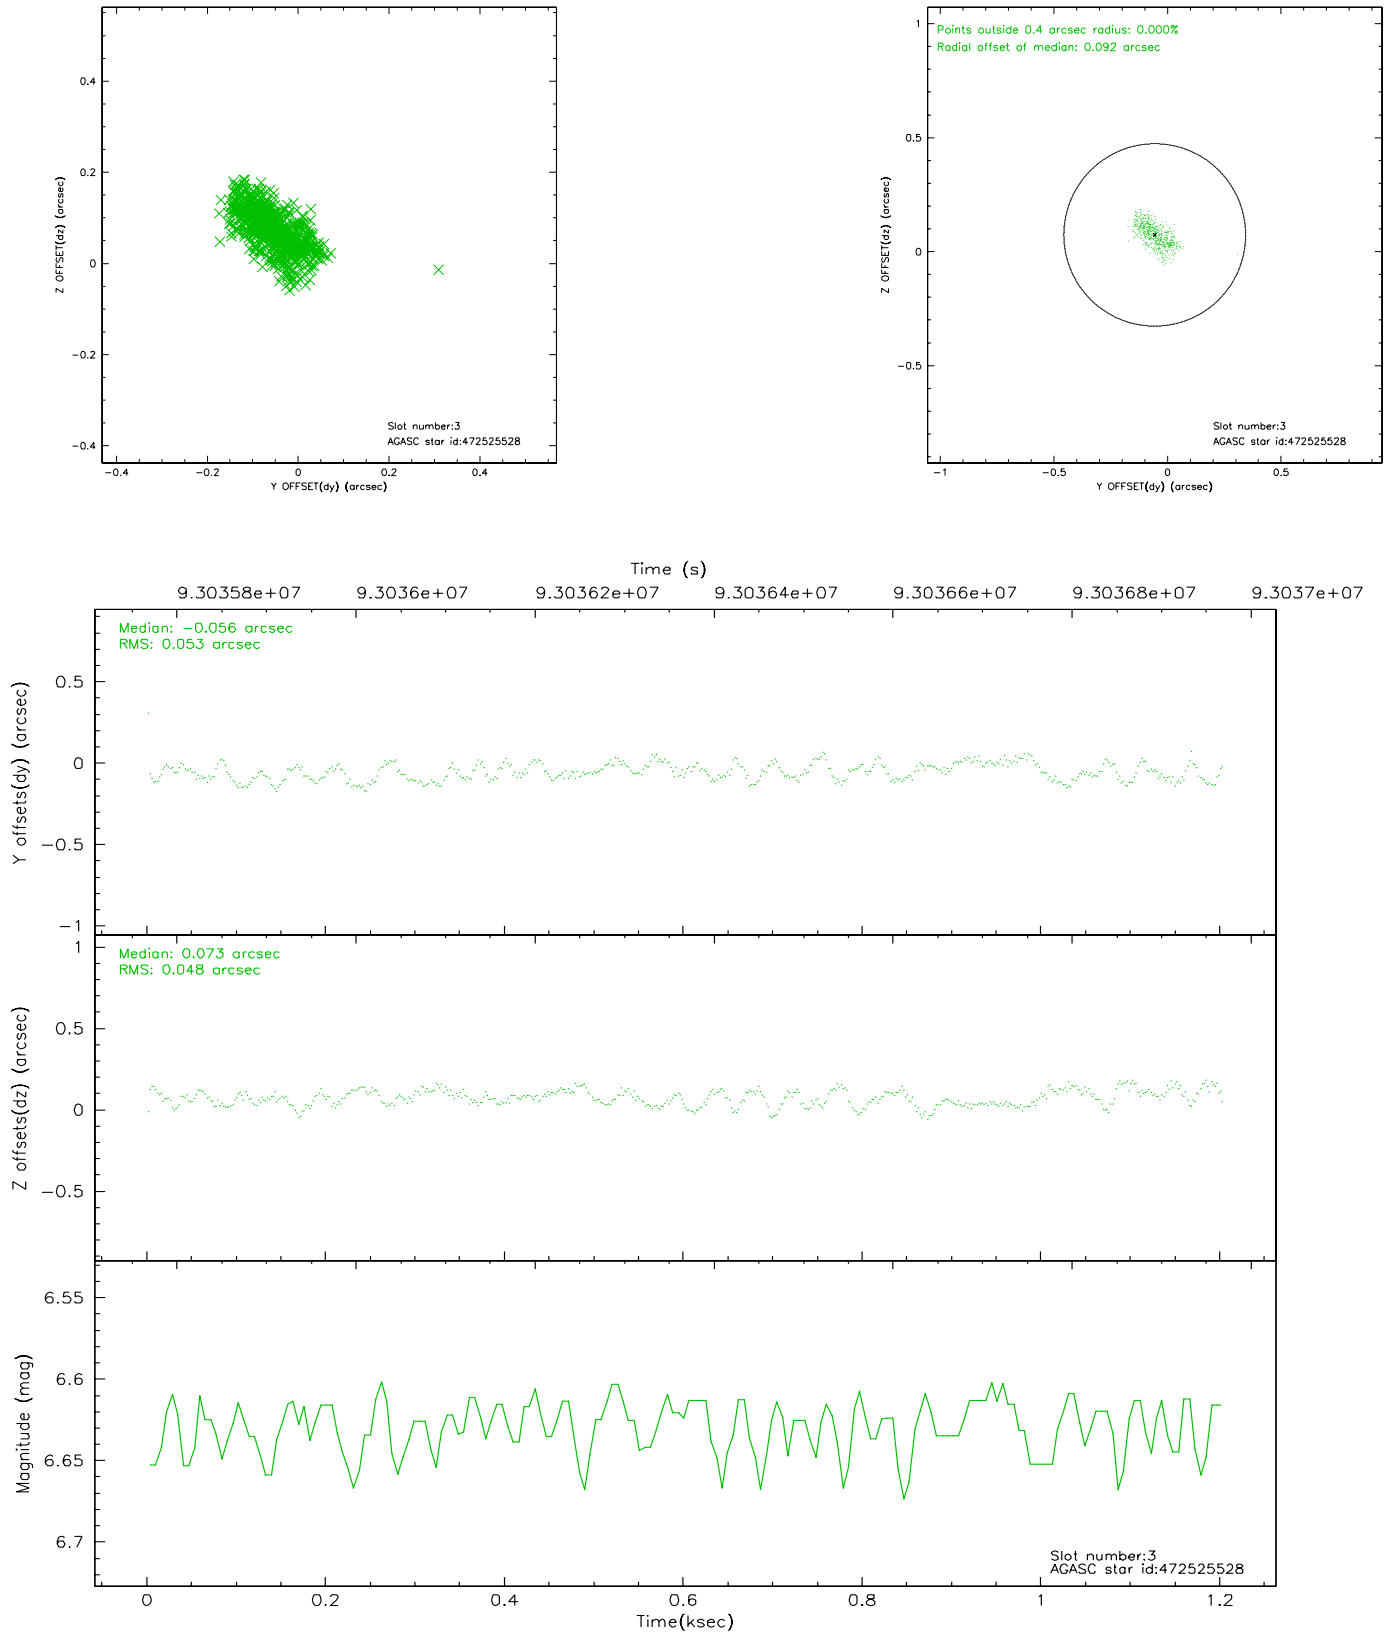 0.4
0.2
0
−0.2
−0.4
Z OFFSET(dz) (arcsec)
Slot number:3
AGASC star id:472525528
−0.4 −0.2 0 0.2 0.4
Y OFFSET(dy) (arcsec)
Points outside 0.4 arcsec radius: 0.000%
Radial offset of median: 0.092 arcsec
1
0.5
0
−0.5
Z OFFSET(dz) (arcsec)
Slot number:3
AGASC star id:472525528
−1 −0.5 0 0.5
Y OFFSET(dy) (arcsec)
Time (s)
9.30358e+07 9.3036e+07 9.30362e+07 9.30364e+07 9.30366e+07 9.30368e+07 9.3037e+07
Median: −0.056 arcsec
RMS: 0.053 arcsec
0.5
0
−0.5
−1
Y offsets(dy) (arcsec)
Median: 0.073 arcsec
RMS: 0.048 arcsec
1
0.5
0
−0.5
Z offsets(dz) (arcsec)
6.55
6.6
6.65
6.7
Magnitude (mag)
Slot number:3
AGASC star id:472525528
0 0.2 0.4 0.6 0.8 1 1.2
Time(ksec)